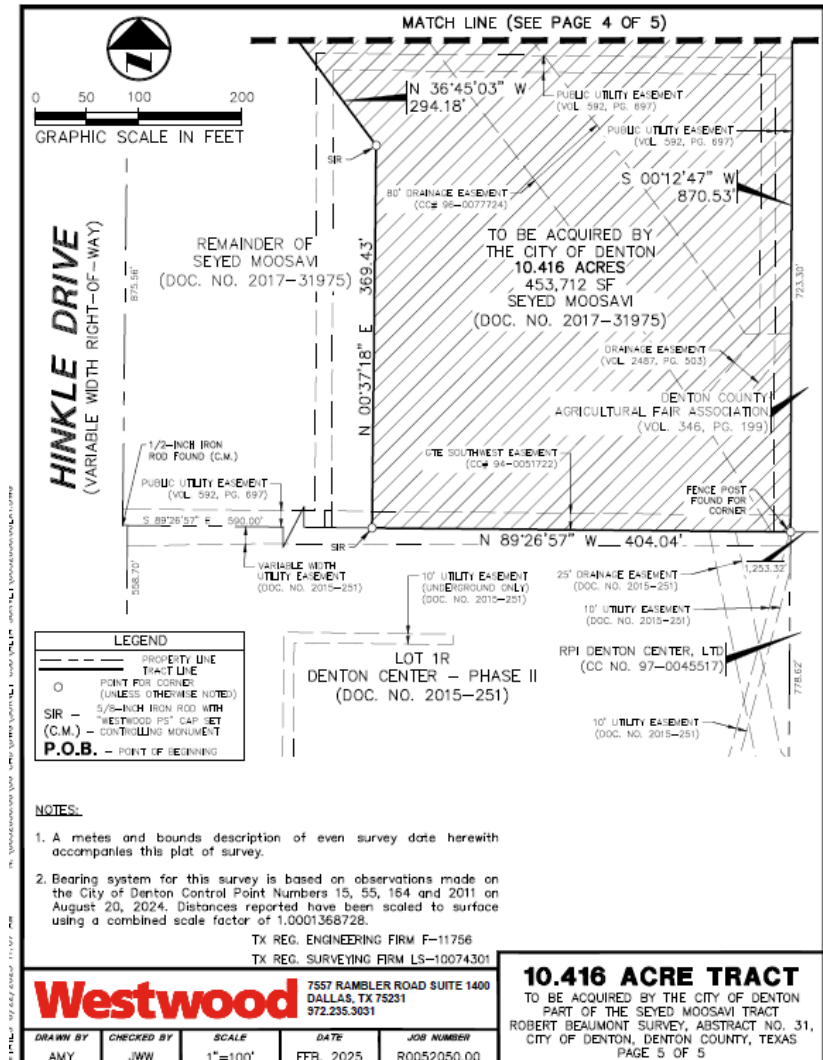 MATCH LINE (SEE PAGE 4 OF 5)
0 50 100 200
GRAPHIC SCALE IN FEET
N 36°45'03" W
294.18'
PUBLIC UTILITY EASEMENT
(VOL. 592, PG. 697)
PUBLIC UTILITY EASEMENT
(VOL. 592, PG. 697)
SIR
S 00°12'47" W
870.53'
80' DRAINAGE EASEMENT
(CC# 96-0077724)
HINKLE DRIVE
(VARIABLE WIDTH RIGHT-OF-WAY)
875.56'
REMAINDER OF
SEYED MOOSAVI
(DOC. NO. 2017-31975)
N 00°37'18" E 369.43'
TO BE ACQUIRED BY
THE CITY OF DENTON
10.416 ACRES
453,712 SF
SEYED MOOSAVI
(DOC. NO. 2017-31975)
723.30'
DRAINAGE EASEMENT
(VOL. 2487, PG. 503)
DENTON COUNTY
AGRICULTURAL FAIR ASSOCIATION
(VOL. 346, PG. 199)
1/2-INCH IRON
ROD FOUND (C.M.)
GTE SOUTHWEST EASEMENT
(CC# 94-0051722)
PUBLIC UTILITY EASEMENT
(VOL. 592, PG. 697)
FENCE POST
FOUND FOR
CORNER
S 89°26'57" E 590.00'
SIR
N 89°26'57" W 404.04'
558.70'
VARIABLE WIDTH
UTILITY EASEMENT
(DOC. NO. 2015-251)
10' UTILITY EASEMENT
(UNDERGROUND ONLY)
(DOC. NO. 2015-251)
25' DRAINAGE EASEMENT
(DOC. NO. 2015-251)
1,253.32'
10' UTILITY EASEMENT
(DOC. NO. 2015-251)
RPI DENTON CENTER, LTD
(CC NO. 97-0045517)
778.62'
LOT 1R
DENTON CENTER – PHASE II
(DOC. NO. 2015-251)
10' UTILITY EASEMENT
(DOC. NO. 2015-251)
LEGEND
PROPERTY LINE
TRACT LINE
POINT FOR CORNER
(UNLESS OTHERWISE NOTED)
SIR – 5/8-INCH IRON ROD WITH
"WESTWOOD PS" CAP SET
(C.M.) – CONTROLLING MONUMENT
P.O.B. – POINT OF BEGINNING
NOTES:
1. A metes and bounds description of even survey date herewith
accompanies this plat of survey.
2. Bearing system for this survey is based on observations made on
the City of Denton Control Point Numbers 15, 55, 164 and 2011 on
August 20, 2024. Distances reported have been scaled to surface
using a combined scale factor of 1.0001368728.
TX REG. ENGINEERING FIRM F-11756
TX REG. SURVEYING FIRM LS-10074301
Westwood
7557 RAMBLER ROAD SUITE 1400
DALLAS, TX 75231
972.235.3031
DRAWN BY CHECKED BY SCALE DATE JOB NUMBER
AMY JWW 1"=100' FEB. 2025 R0052050.00
10.416 ACRE TRACT
TO BE ACQUIRED BY THE CITY OF DENTON
PART OF THE SEYED MOOSAVI TRACT
ROBERT BEAUMONT SURVEY, ABSTRACT NO. 31,
CITY OF DENTON, DENTON COUNTY, TEXAS
PAGE 5 OF 5